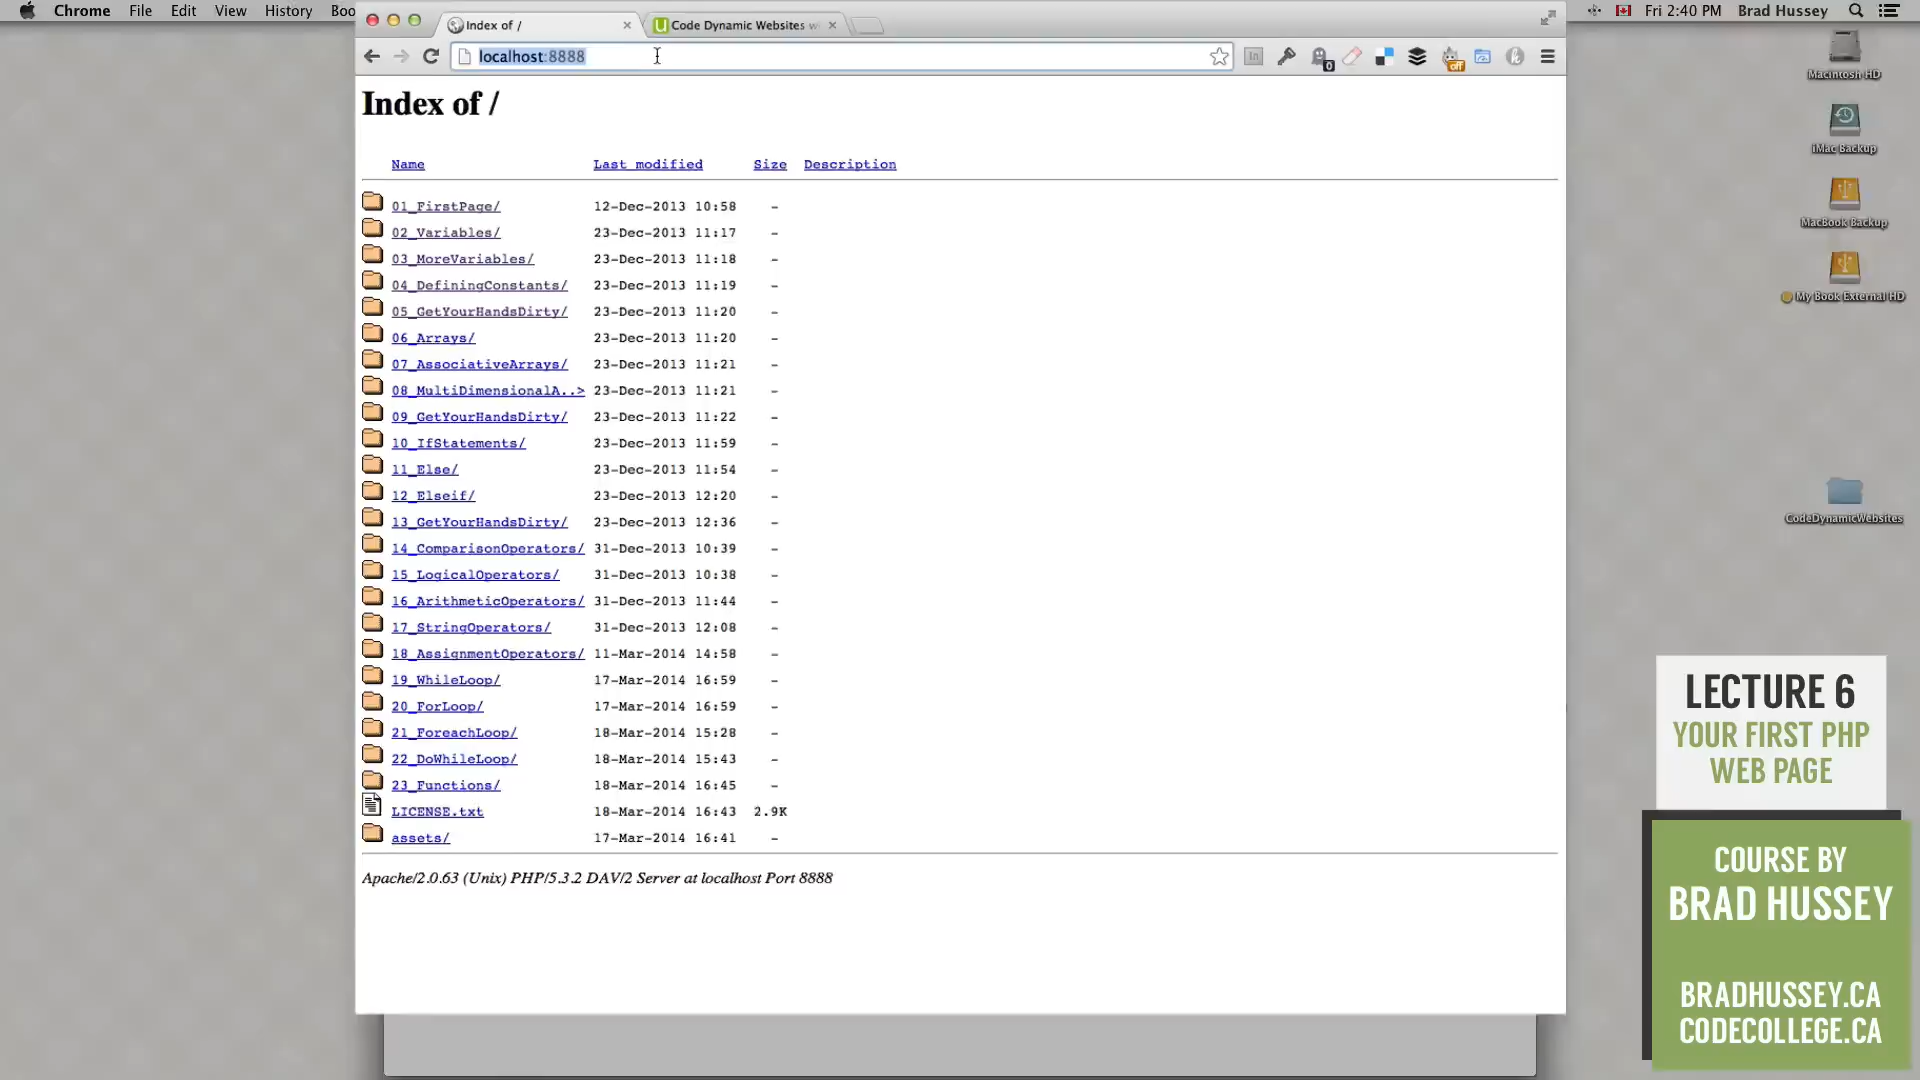 Chrome File Edit View History Boo
Fri 2:40 PM Brad Hussey
Index of /
Code Dynamic Websites w
localhost:8888
0
off
Index of /
Name Last modified Size Description
01_FirstPage/ 12-Dec-2013 10:58 -
02_Variables/ 23-Dec-2013 11:17 -
03_MoreVariables/ 23-Dec-2013 11:18 -
04_DefiningConstants/ 23-Dec-2013 11:19 -
05_GetYourHandsDirty/ 23-Dec-2013 11:20 -
06_Arrays/ 23-Dec-2013 11:20 -
07_AssociativeArrays/ 23-Dec-2013 11:21 -
08_MultiDimensionalA..> 23-Dec-2013 11:21 -
09_GetYourHandsDirty/ 23-Dec-2013 11:22 -
10_IfStatements/ 23-Dec-2013 11:59 -
11_Else/ 23-Dec-2013 11:54 -
12_Elseif/ 23-Dec-2013 12:20 -
13_GetYourHandsDirty/ 23-Dec-2013 12:36 -
14_ComparisonOperators/ 31-Dec-2013 10:39 -
15_LogicalOperators/ 31-Dec-2013 10:38 -
16_ArithmeticOperators/ 31-Dec-2013 11:44 -
17_StringOperators/ 31-Dec-2013 12:08 -
18_AssignmentOperators/ 11-Mar-2014 14:58 -
19_WhileLoop/ 17-Mar-2014 16:59 -
20_ForLoop/ 17-Mar-2014 16:59 -
21_ForeachLoop/ 18-Mar-2014 15:28 -
22_DoWhileLoop/ 18-Mar-2014 15:43 -
23_Functions/ 18-Mar-2014 16:45 -
LICENSE.txt 18-Mar-2014 16:43 2.9K
assets/ 17-Mar-2014 16:41 -
Apache/2.0.63 (Unix) PHP/5.3.2 DAV/2 Server at localhost Port 8888
Macintosh HD
iMac Backup
MacBook Backup
My Book External HD
CodeDynamicWebsites
LECTURE 6
YOUR FIRST PHP
WEB PAGE
COURSE BY
BRAD HUSSEY
BRADHUSSEY.CA
CODECOLLEGE.CA